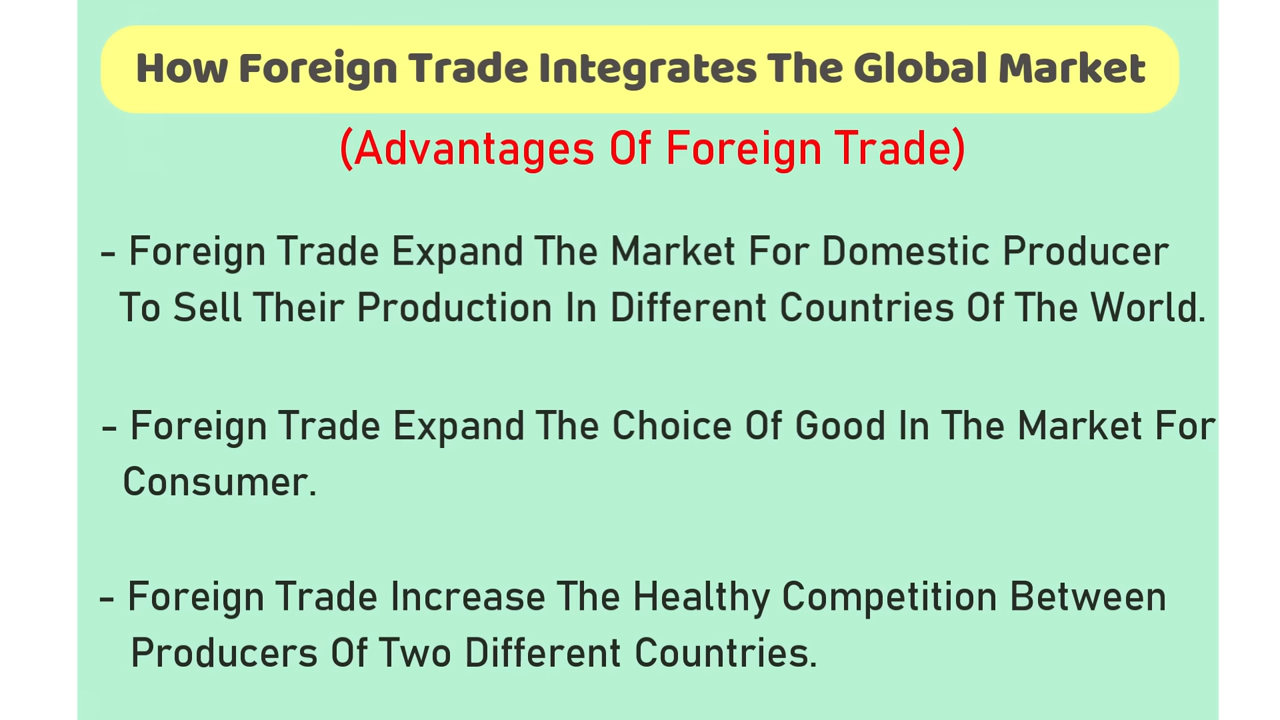 How Foreign Trade Integrates The Global Market
(Advantages Of Foreign Trade)
- Foreign Trade Expand The Market For Domestic Producer
To Sell Their Production In Different Countries Of The World.
- Foreign Trade Expand The Choice Of Good In The Market For
Consumer.
- Foreign Trade Increase The Healthy Competition Between
Producers Of Two Different Countries.